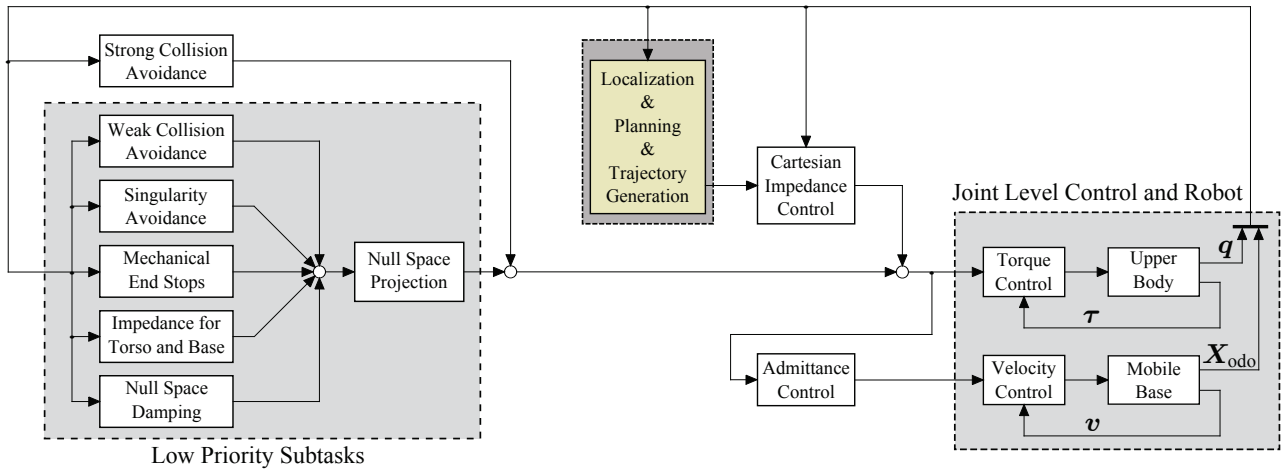 Strong Collision
Avoidance
Weak Collision
Avoidance
Singularity
Avoidance
Mechanical
End Stops
Impedance for
Torso and Base
Null Space
Damping
Low Priority Subtasks
Null Space
Projection
Localization
&
Planning
&
Trajectory
Generation
Cartesian
Impedance
Control
Admittance
Control
Joint Level Control and Robot
Torque
Control
Upper
Body
q
τ
Velocity
Control
Mobile
Base
X_odo
v